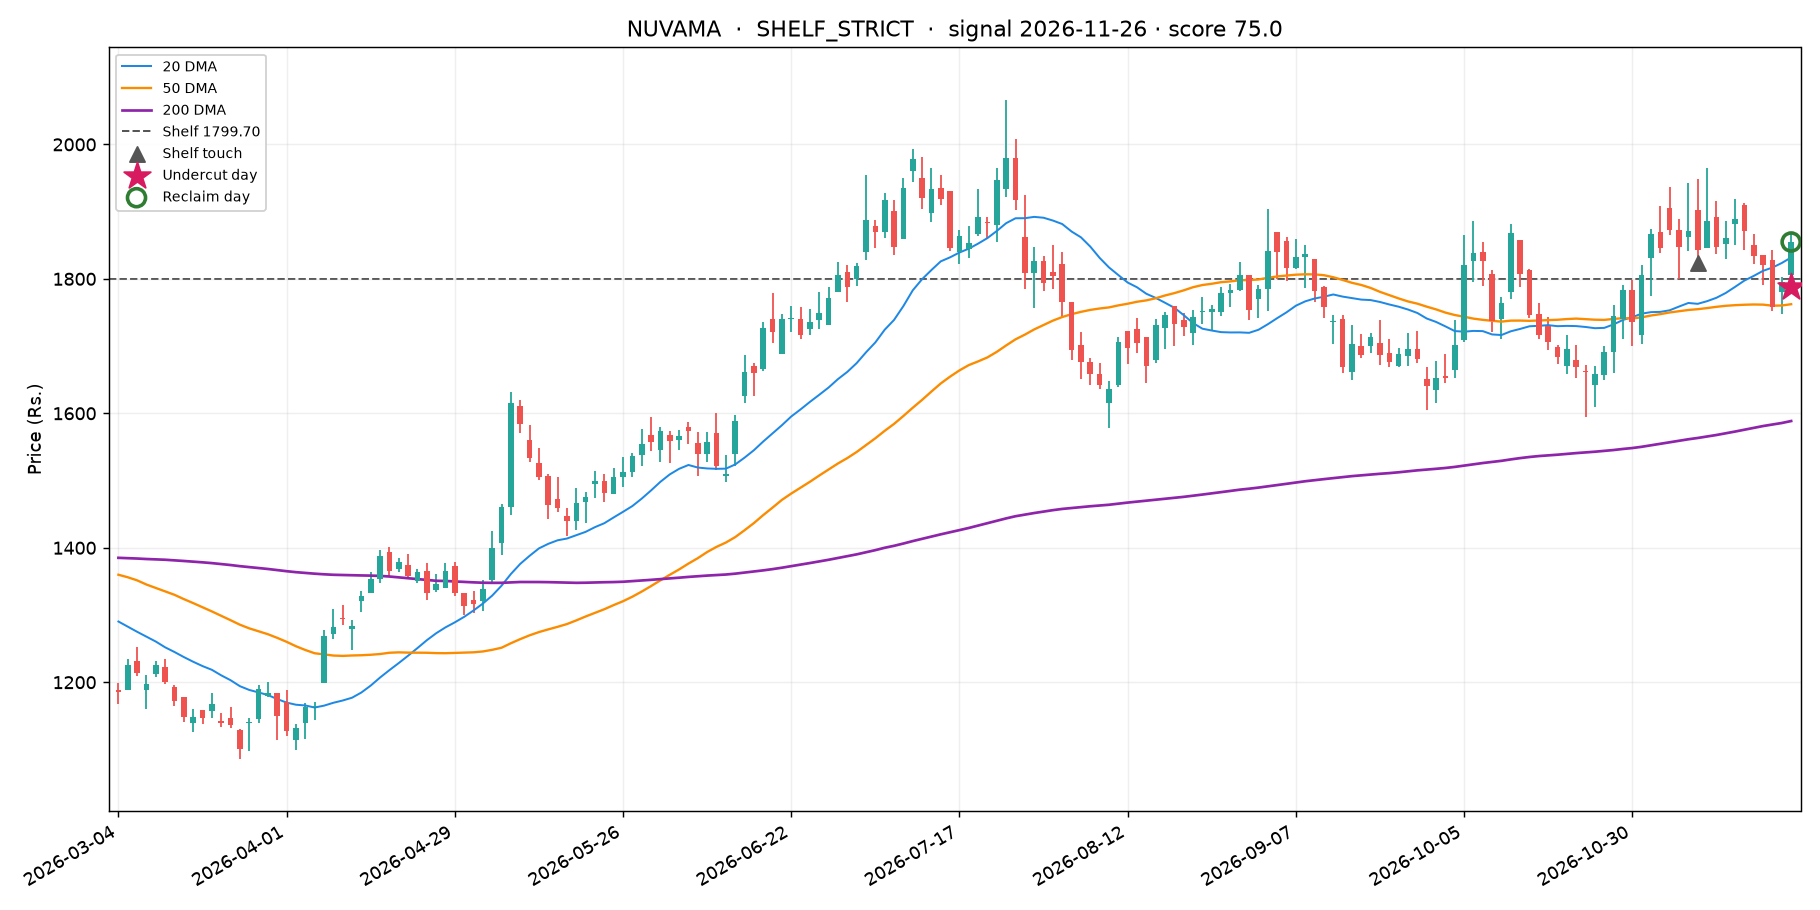 NUVAMA · SHELF_STRICT · signal 2026-11-26 · score 75.0
20 DMA
50 DMA
200 DMA
Shelf 1799.70
Shelf touch
Undercut day
Reclaim day
Price (Rs.)
2000
1800
1600
1400
1200
2026-03-04
2026-04-01
2026-04-29
2026-05-26
2026-06-22
2026-07-17
2026-08-12
2026-09-07
2026-10-05
2026-10-30